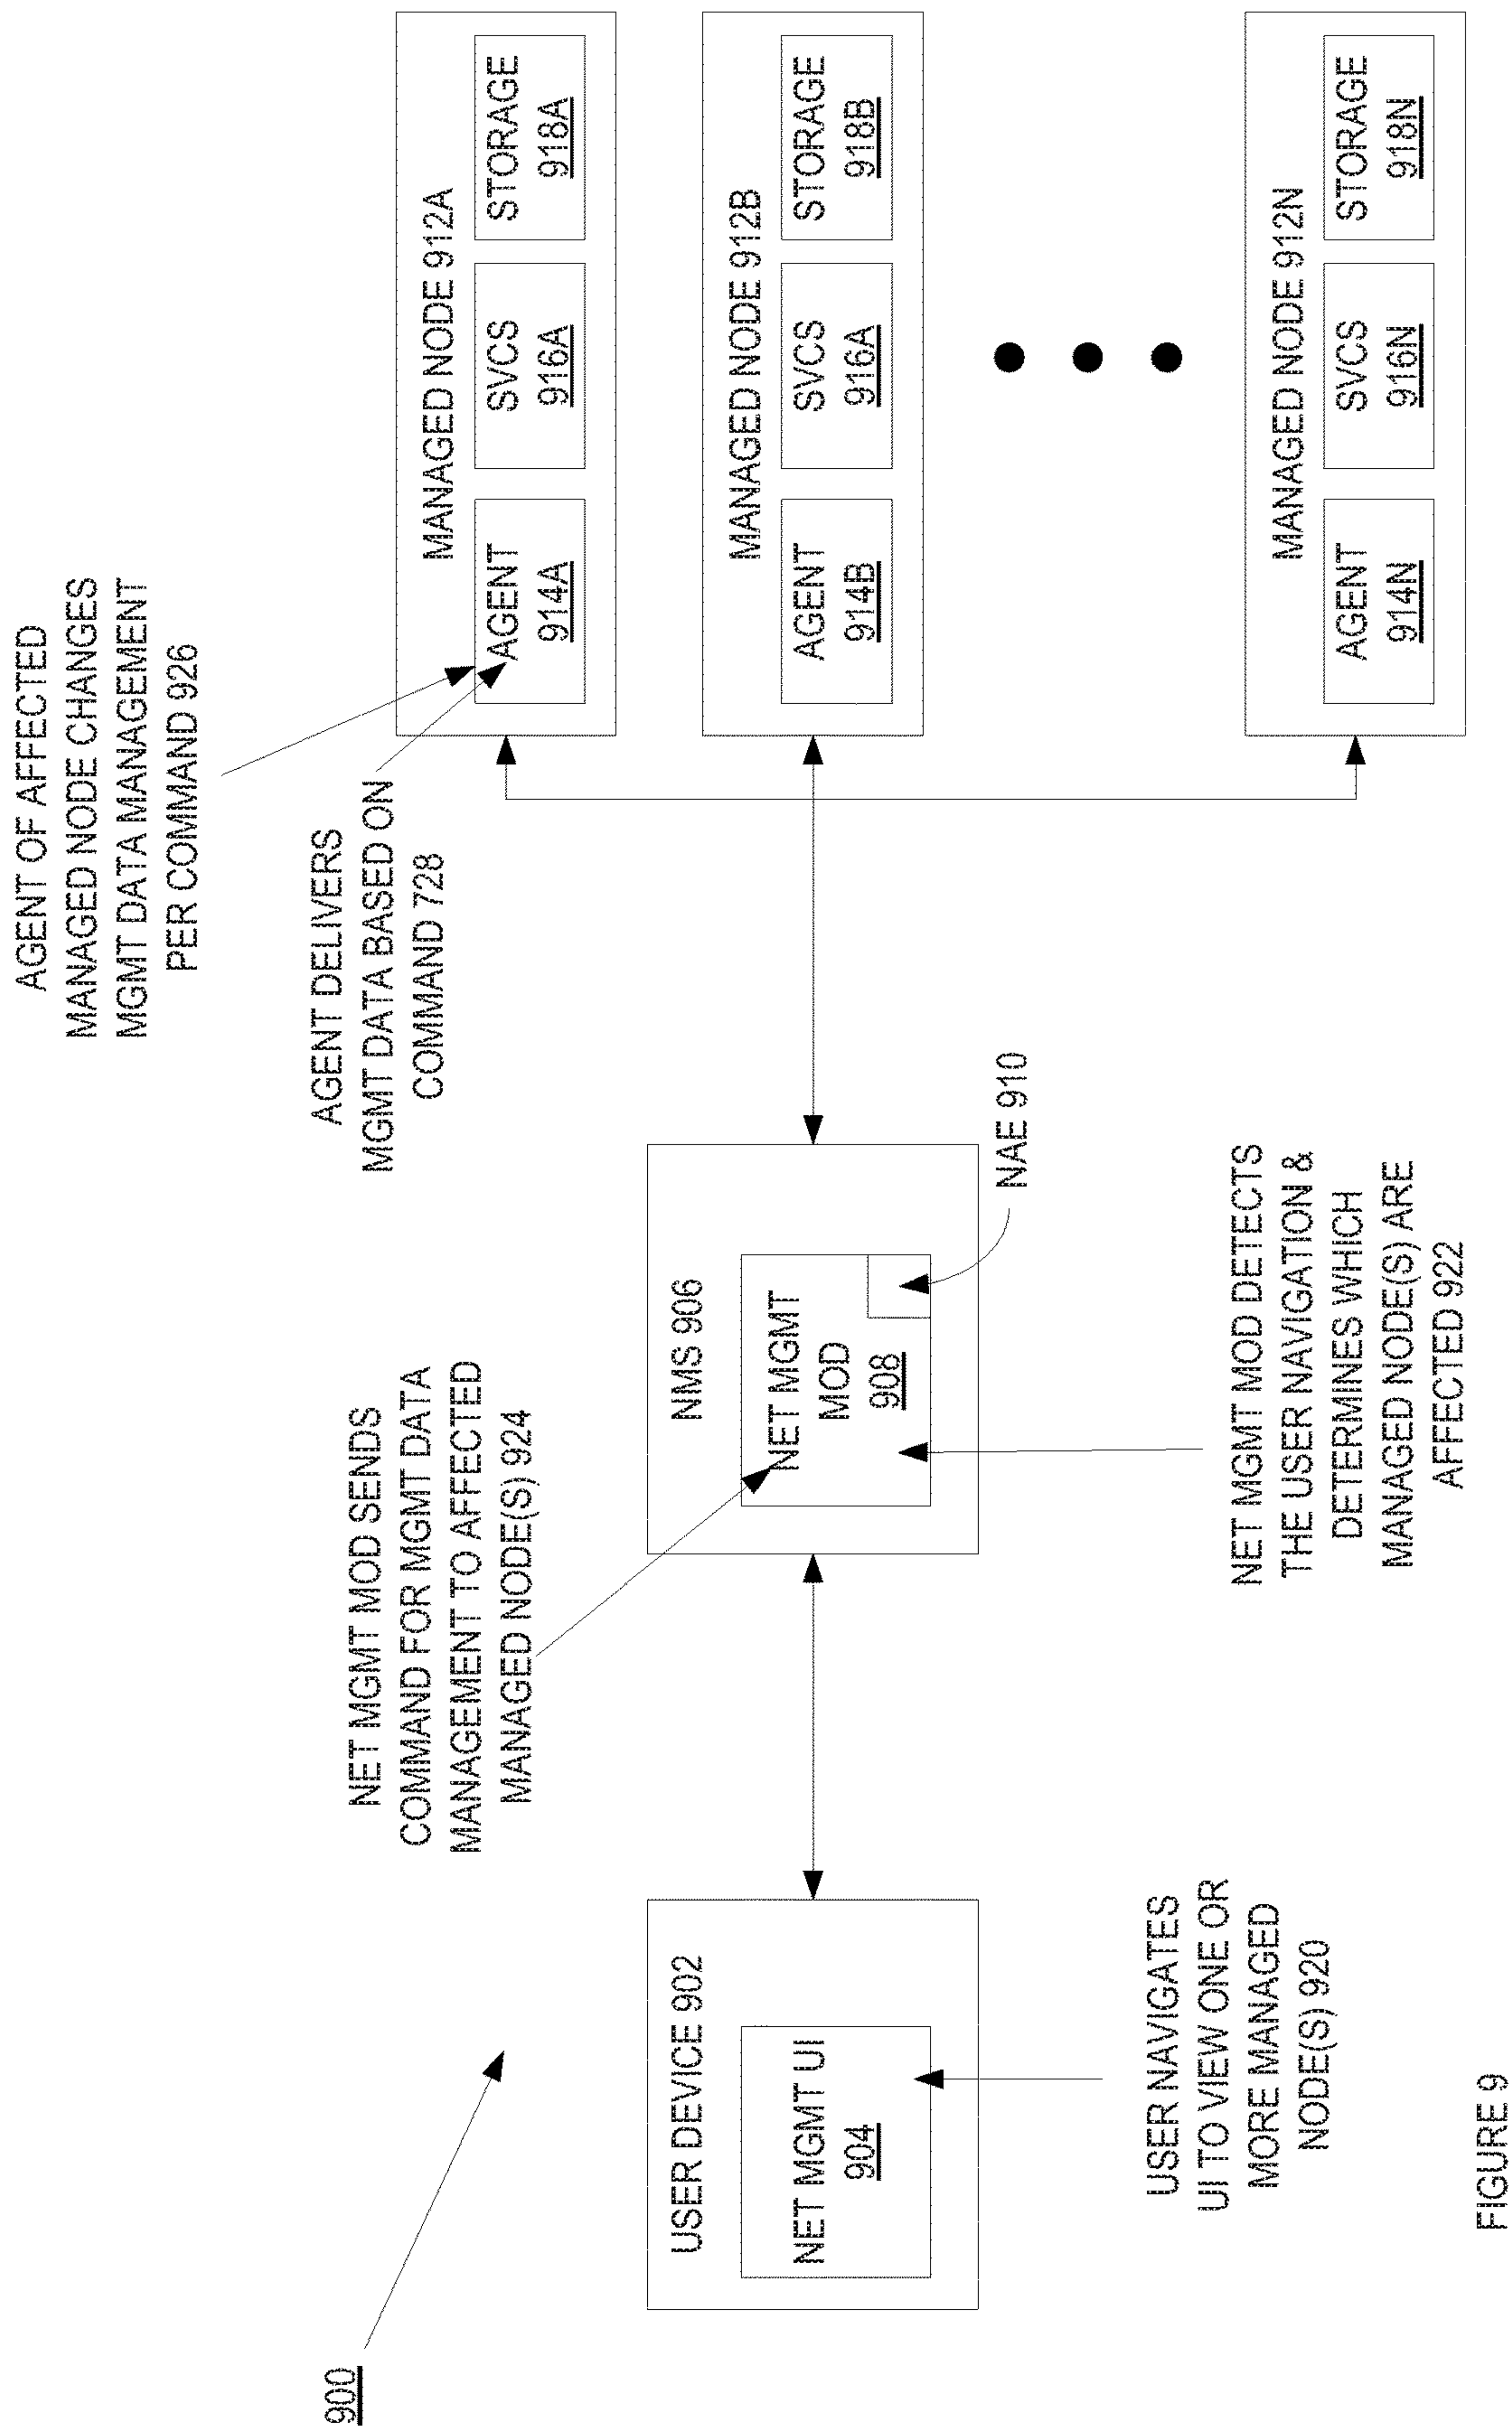 900
AGENT OF AFFECTED
MANAGED NODE CHANGES
MGMT DATA MANAGEMENT
PER COMMAND 926
AGENT DELIVERS
MGMT DATA BASED ON
COMMAND 728
NET MGMT MOD SENDS
COMMAND FOR MGMT DATA
MANAGEMENT TO AFFECTED
MANAGED NODE(S) 924
USER DEVICE 902
NET MGMT UI
904
NMS 906
NET MGMT
MOD
908
NAE 910
MANAGED NODE 912A
AGENT
914A
SVCS
916A
STORAGE
918A
MANAGED NODE 912B
AGENT
914B
SVCS
916A
STORAGE
918B
MANAGED NODE 912N
AGENT
914N
SVCS
916N
STORAGE
918N
USER NAVIGATES
UI TO VIEW ONE OR
MORE MANAGED
NODE(S) 920
NET MGMT MOD DETECTS
THE USER NAVIGATION &
DETERMINES WHICH
MANAGED NODE(S) ARE
AFFECTED 922
FIGURE 9